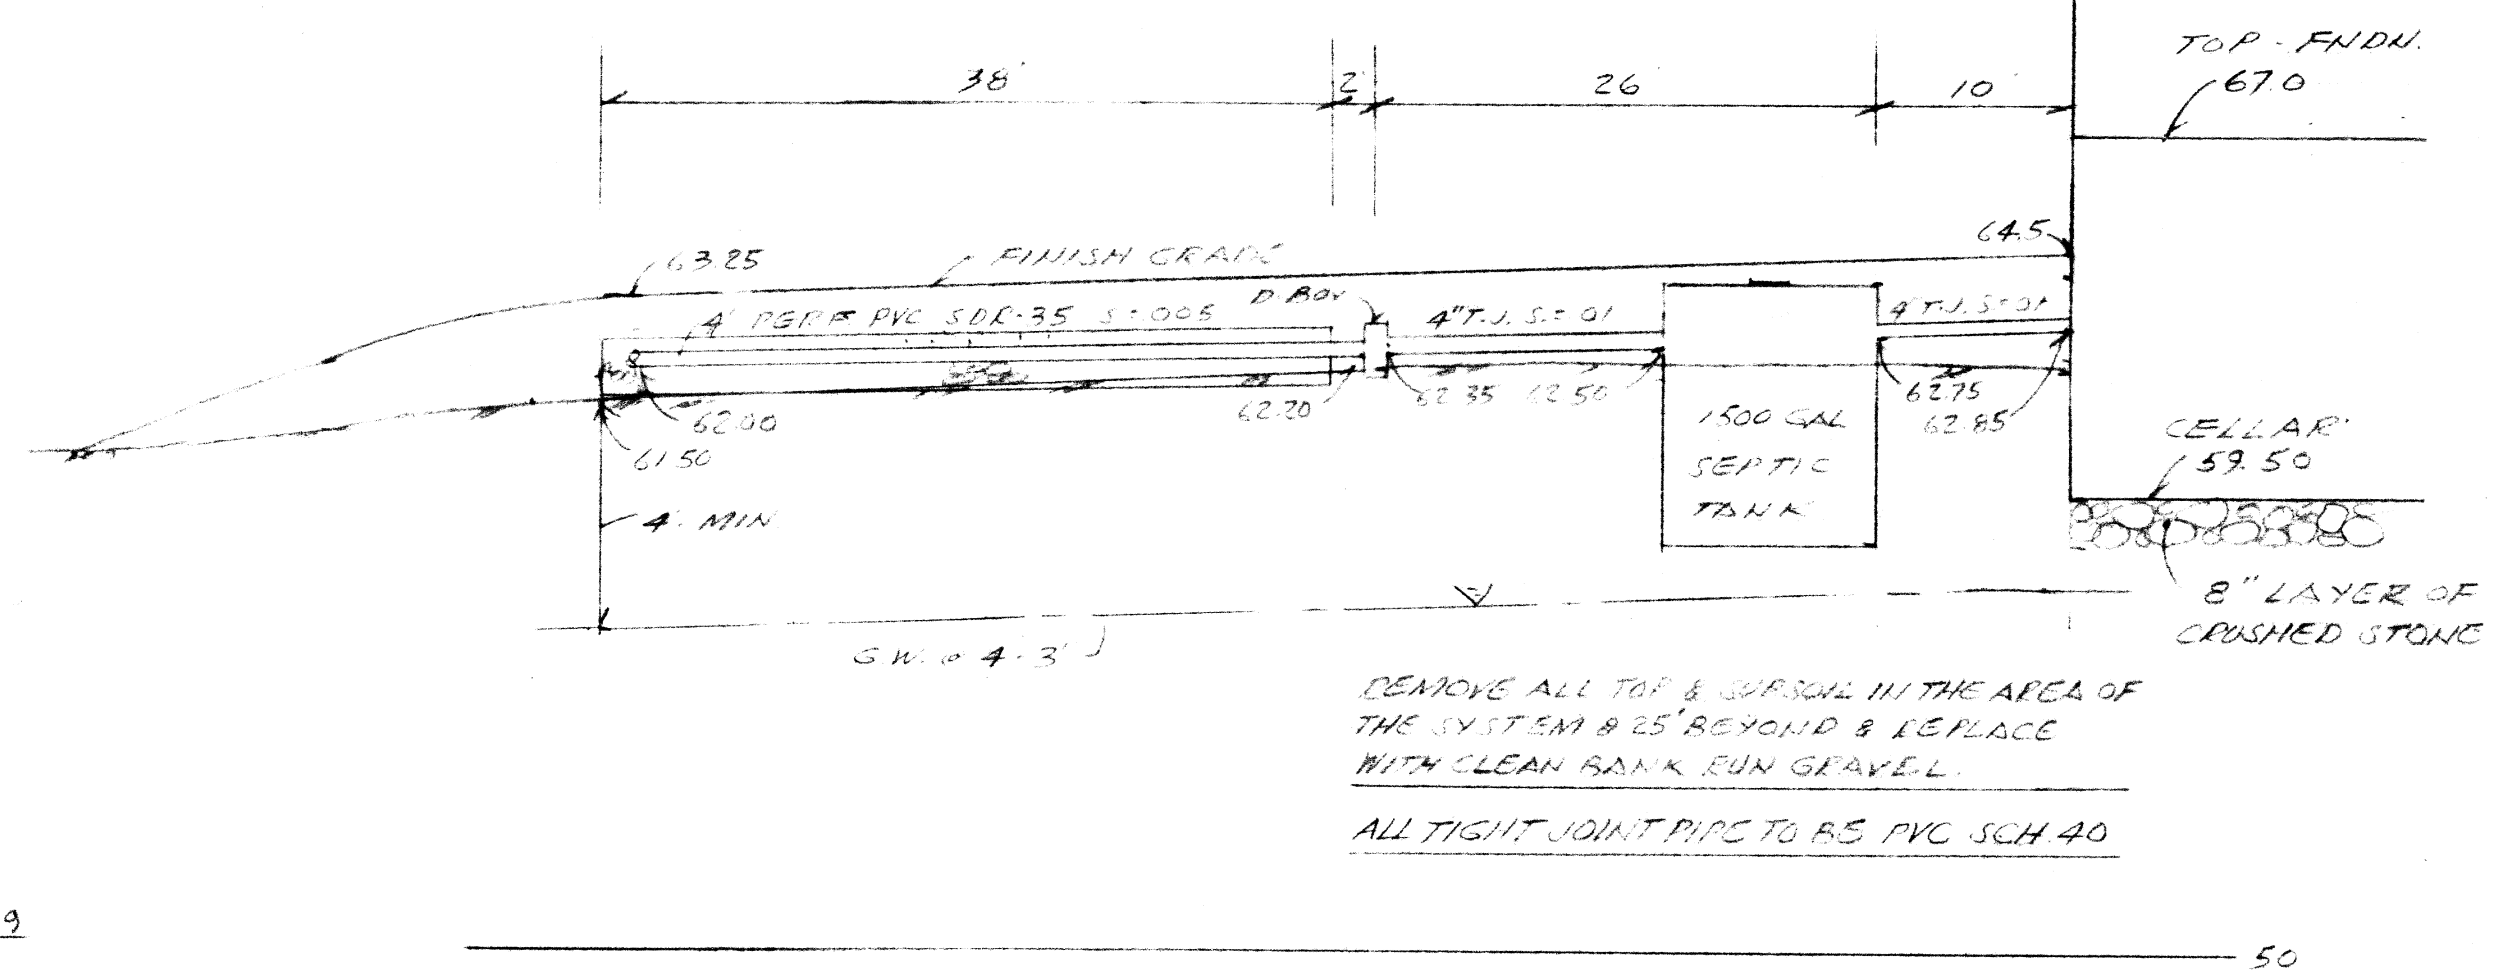 TOP - FNDN.
67.0
38'
2'
26'
10'
64.5
63.25
FINISH GRADE
D-BOX
4" PERF. PVC SDR-35 S=.005
4" T.J. S.=.01
4" T.J. S=.01
62.00
61.50
62.20
62.35
62.50
62.75
62.85
1500 GAL
SEPTIC
TANK
CELLAR
59.50
4' MIN.
G.W. @ 4'-3"
8" LAYER OF
CRUSHED STONE
REMOVE ALL TOP & SUBSOIL IN THE AREA OF
THE SYSTEM & 25' BEYOND & REPLACE
WITH CLEAN BANK RUN GRAVEL.
ALL TIGHT JOINT PIPE TO BE PVC SCH. 40
9
50